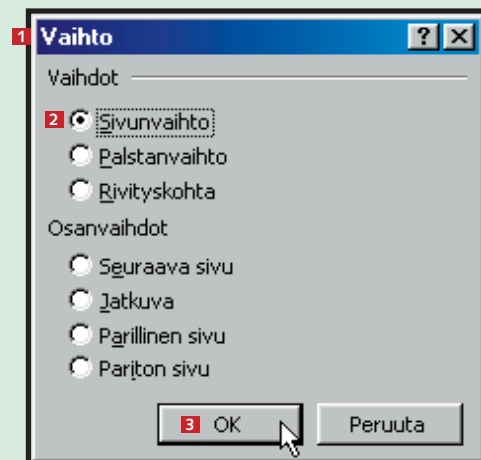 1 Vaihto ? ×
Vaihdot
2 Sivunvaihto
Palstanvaihto
Rivityskohta
Osanvaihdot
Seuraava sivu
Jatkuva
Parillinen sivu
Pariton sivu
3 OK Peruuta